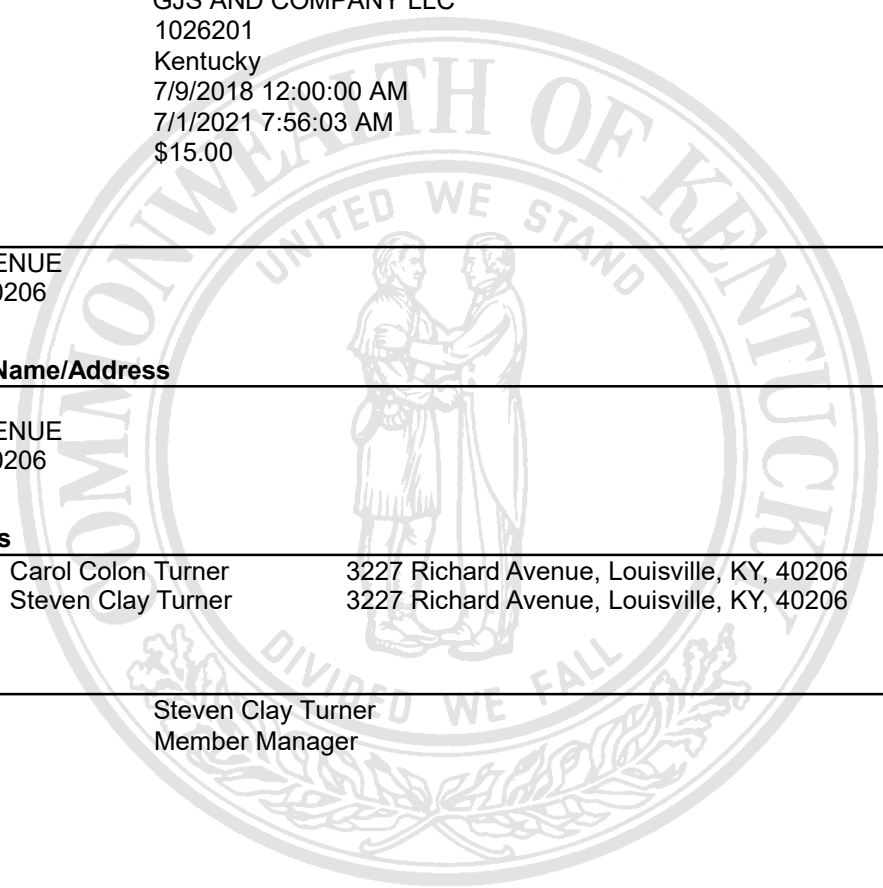 GJS AND COMPANY LLC
1026201
Kentucky
7/9/2018 12:00:00 AM
7/1/2021 7:56:03 AM
$15.00
COMMONWEALTH OF KENTUCKY
UNITED WE STAND
ENUE
0206
Name/Address
ENUE
0206
s
Carol Colon Turner 3227 Richard Avenue, Louisville, KY, 40206
Steven Clay Turner 3227 Richard Avenue, Louisville, KY, 40206
DIVIDED WE FALL
Steven Clay Turner
Member Manager